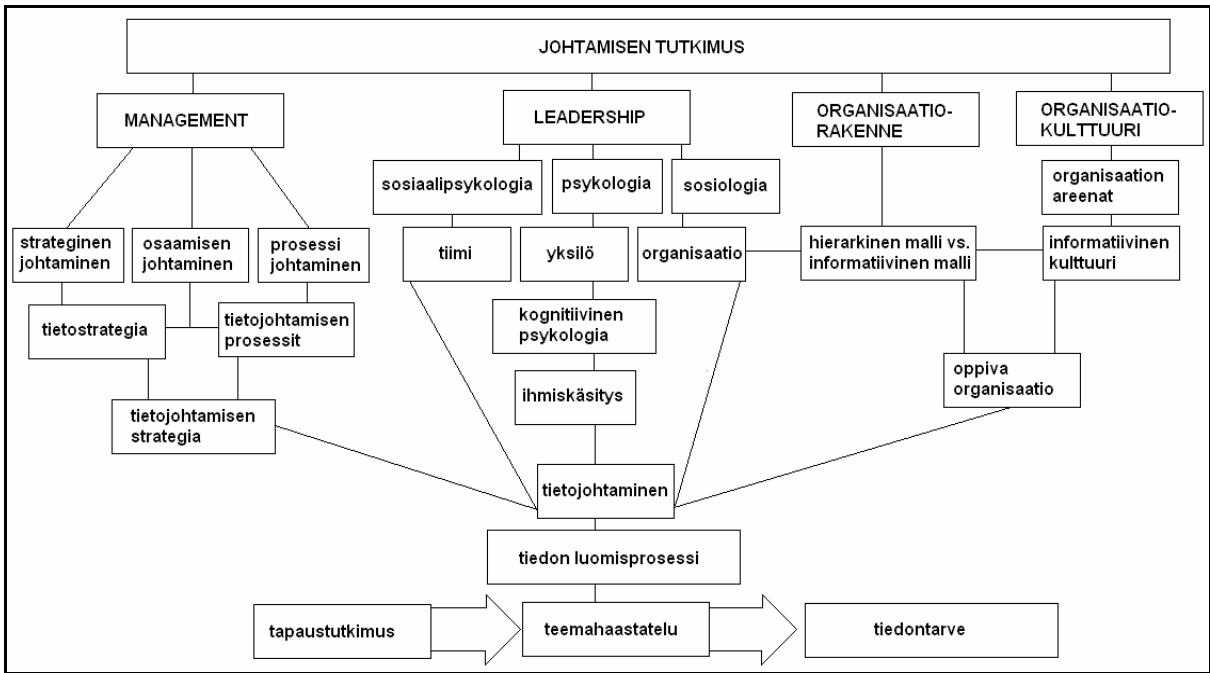 JOHTAMISEN TUTKIMUS
MANAGEMENT
LEADERSHIP
ORGANISAATIO-
RAKENNE
ORGANISAATIO-
KULTTUURI
sosiaalipsykologia
psykologia
sosiologia
organisaation
areenat
strateginen
johtaminen
osaamisen
johtaminen
prosessi
johtaminen
tiimi
yksilö
organisaatio
hierarkinen malli vs.
informatiivinen malli
informatiivinen
kulttuuri
tietostrategia
tietojohtamisen
prosessit
kognitiivinen
psykologia
oppiva
organisaatio
ihmiskäsitys
tietojohtamisen
strategia
tietojohtaminen
tiedon luomisprosessi
tapaustutkimus
teemahaastatelu
tiedontarve